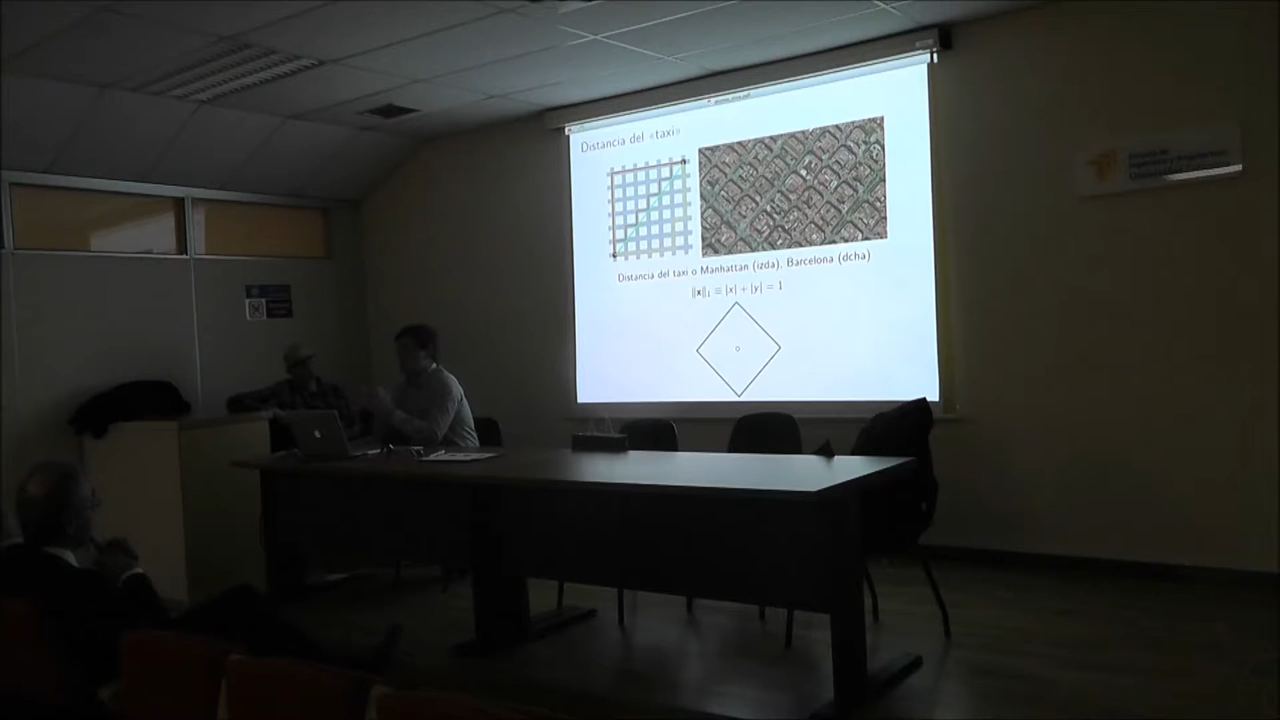 Distancia del «taxi»
Distancia del taxi o Manhattan (izda). Barcelona (dcha)
‖x‖₁ ≡ |x| + |y| = 1